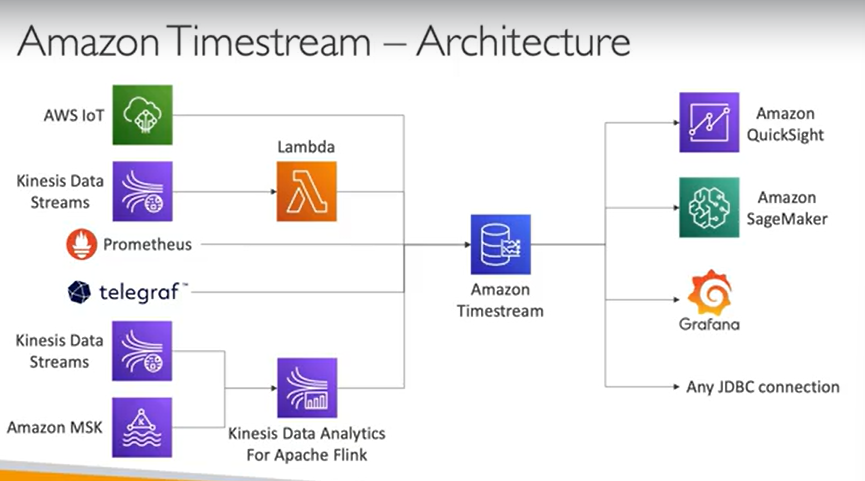 Amazon Timestream – Architecture
AWS IoT
Lambda
Kinesis Data
Streams
Prometheus
telegraf™
Kinesis Data
Streams
Amazon MSK
Kinesis Data Analytics
For Apache Flink
Amazon
Timestream
Amazon
QuickSight
Amazon
SageMaker
Grafana
Any JDBC connection